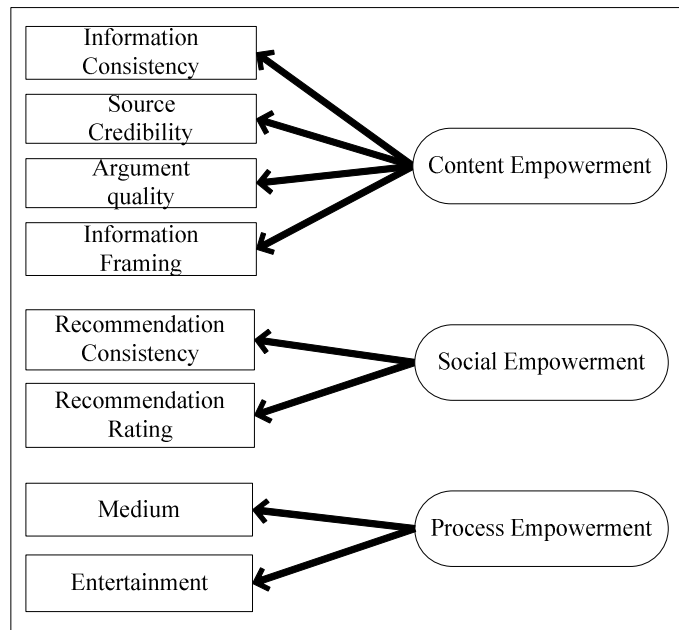 Information
Consistency
Source
Credibility
Argument
quality
Information
Framing
Content Empowerment
Recommendation
Consistency
Recommendation
Rating
Social Empowerment
Medium
Entertainment
Process Empowerment